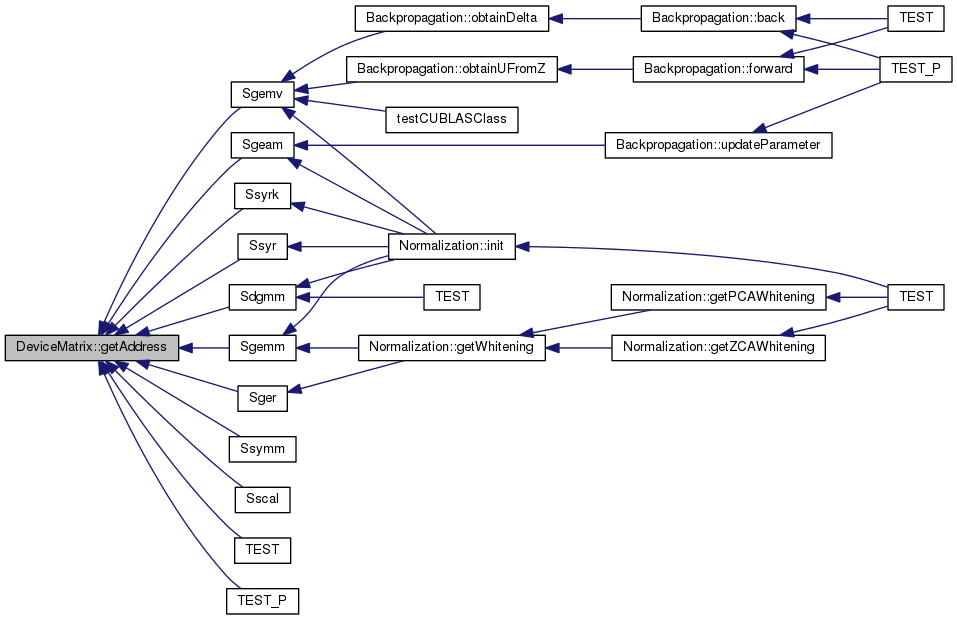 Backpropagation::obtainDelta
Backpropagation::back
TEST
Backpropagation::obtainUFromZ
Backpropagation::forward
TEST_P
Sgemv
testCUBLASClass
Sgeam
Backpropagation::updateParameter
Ssyrk
Ssyr
Normalization::init
Sdgmm
TEST
Normalization::getPCAWhitening
TEST
DeviceMatrix::getAddress
Sgemm
Normalization::getWhitening
Normalization::getZCAWhitening
Sger
Ssymm
Sscal
TEST
TEST_P